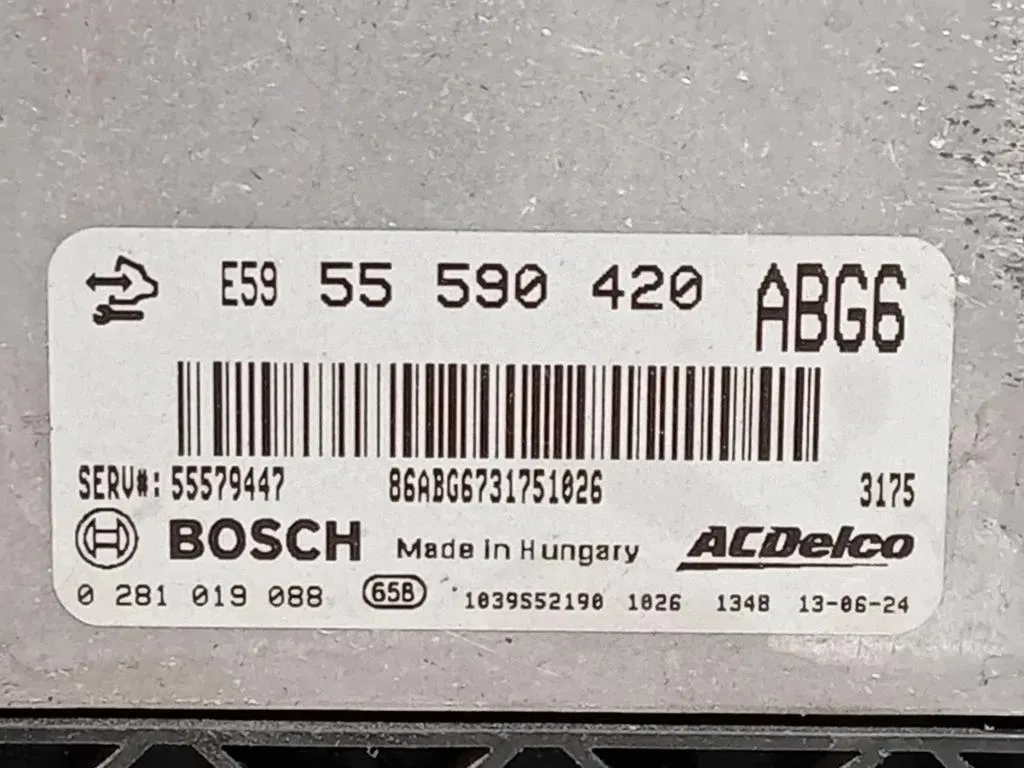 E59 55 590 420 ABG6
SERV#: 55579447 86ABG6731751026 3175
BOSCH Made in Hungary ACDelco
0 281 019 088 65B 1039S52190 1026 1348 13-06-24